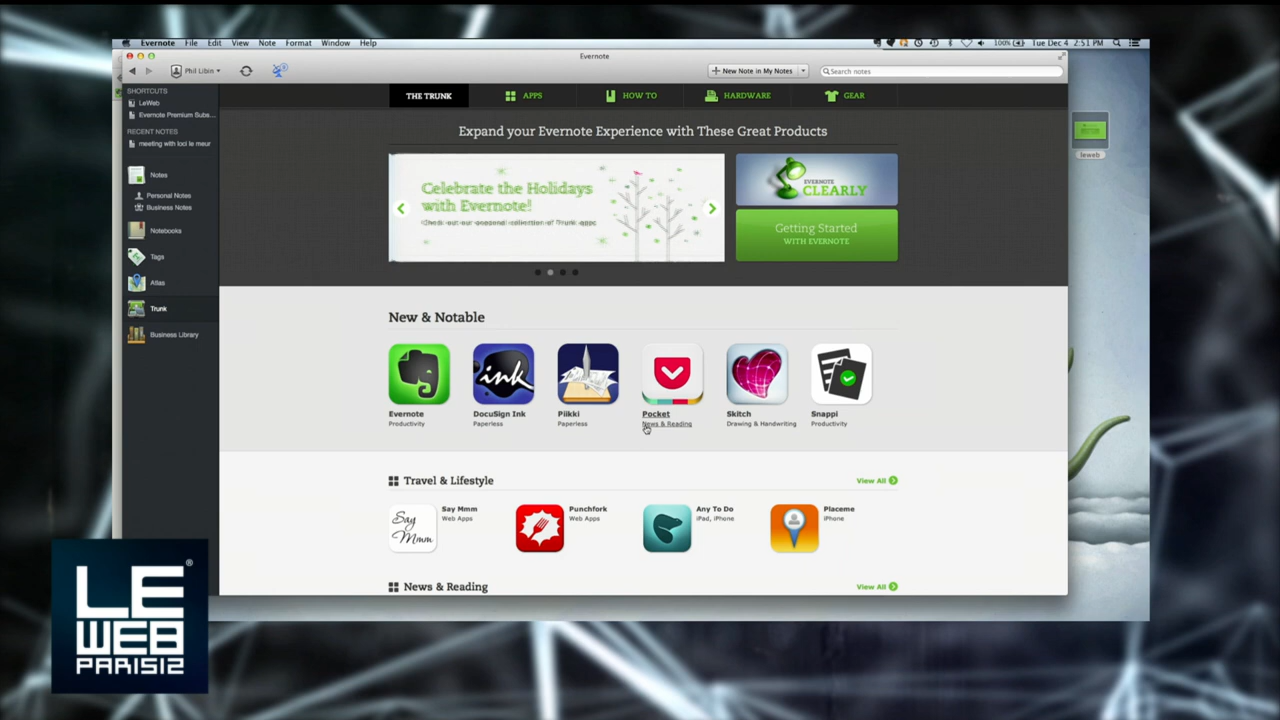 Evernote File Edit View Note Format Window Help
100% Tue Dec 4 2:51 PM
Evernote
Phil Libin
New Note in My Notes
Search notes
SHORTCUTS
LeWeb
Evernote Premium Subs...
RECENT NOTES
meeting with loci le meur
Notes
Personal Notes
Business Notes
Notebooks
Tags
Atlas
Trunk
Business Library
THE TRUNK
APPS
HOW TO
HARDWARE
GEAR
Expand your Evernote Experience with These Great Products
Celebrate the Holidays
with Evernote!
Check out our seasonal collection of Trunk apps
EVERNOTE
CLEARLY
Getting Started
WITH EVERNOTE
leweb
New & Notable
ink
Evernote
Productivity
DocuSign Ink
Paperless
Piikki
Paperless
Pocket
News & Reading
Skitch
Drawing & Handwriting
Snappi
Productivity
Travel & Lifestyle
View All
Say
Mmm
Say Mmm
Web Apps
Punchfork
Web Apps
Any To Do
iPad, iPhone
Placeme
iPhone
News & Reading
View All
LE
WEB
PARIS12
®